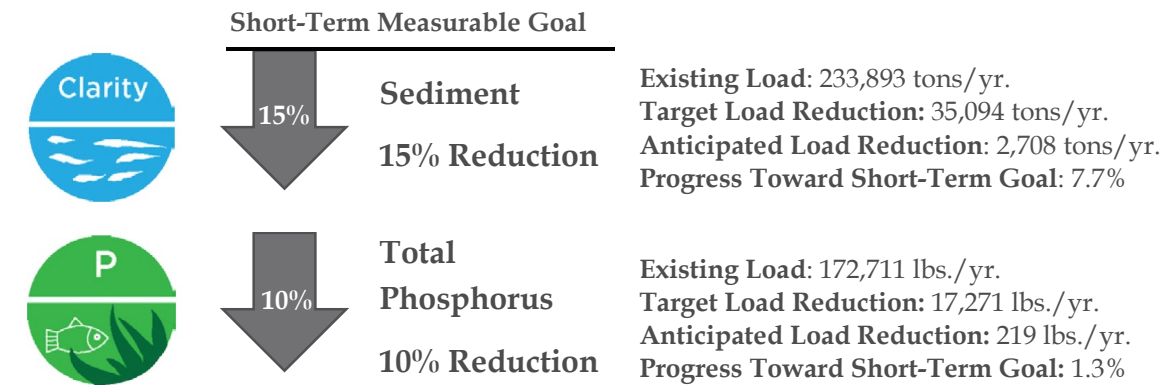 Short-Term Measurable Goal
Clarity
15%
Sediment
15% Reduction
Existing Load: 233,893 tons/yr.
Target Load Reduction: 35,094 tons/yr.
Anticipated Load Reduction: 2,708 tons/yr.
Progress Toward Short-Term Goal: 7.7%
P
10%
Total
Phosphorus
10% Reduction
Existing Load: 172,711 lbs./yr.
Target Load Reduction: 17,271 lbs./yr.
Anticipated Load Reduction: 219 lbs./yr.
Progress Toward Short-Term Goal: 1.3%